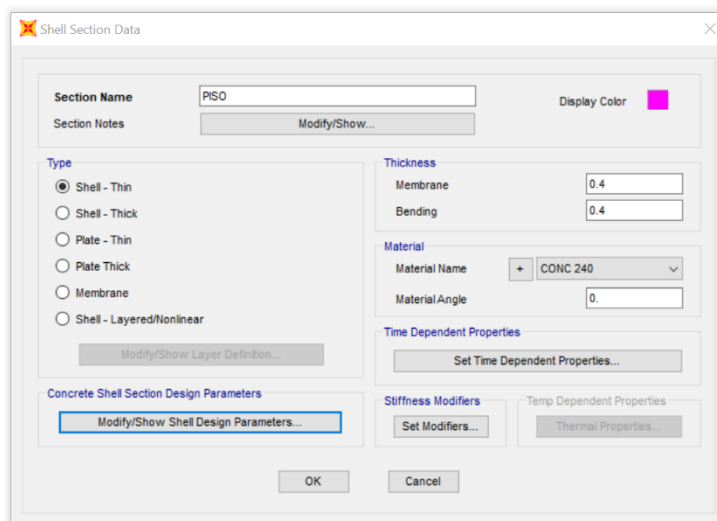 Shell Section Data
Section Name
PISO
Display Color
Section Notes
Modify/Show...
Type
Shell - Thin
Shell - Thick
Plate - Thin
Plate Thick
Membrane
Shell - Layered/Nonlinear
Modify/Show Layer Definition...
Thickness
Membrane
0.4
Bending
0.4
Material
Material Name
+
CONC 240
Material Angle
0.
Time Dependent Properties
Set Time Dependent Properties...
Concrete Shell Section Design Parameters
Modify/Show Shell Design Parameters...
Stiffness Modifiers
Set Modifiers...
Temp Dependent Properties
Thermal Properties...
OK
Cancel